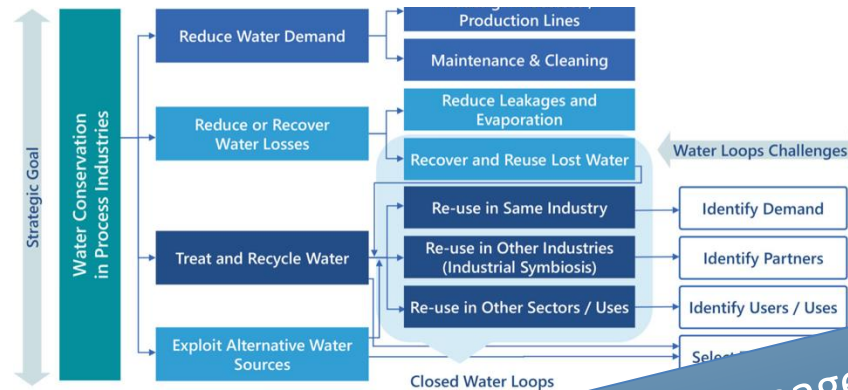 Strategic Goal
Water Conservation
in Process Industries
Reduce Water Demand
Production Lines
Maintenance & Cleaning
Reduce or Recover
Water Losses
Reduce Leakages and
Evaporation
Recover and Reuse Lost Water
Water Loops Challenges
Treat and Recycle Water
Re-use in Same Industry
Identify Demand
Re-use in Other Industries
(Industrial Symbiosis)
Identify Partners
Re-use in Other Sectors / Uses
Identify Users / Uses
Exploit Alternative Water
Sources
Select
Closed Water Loops